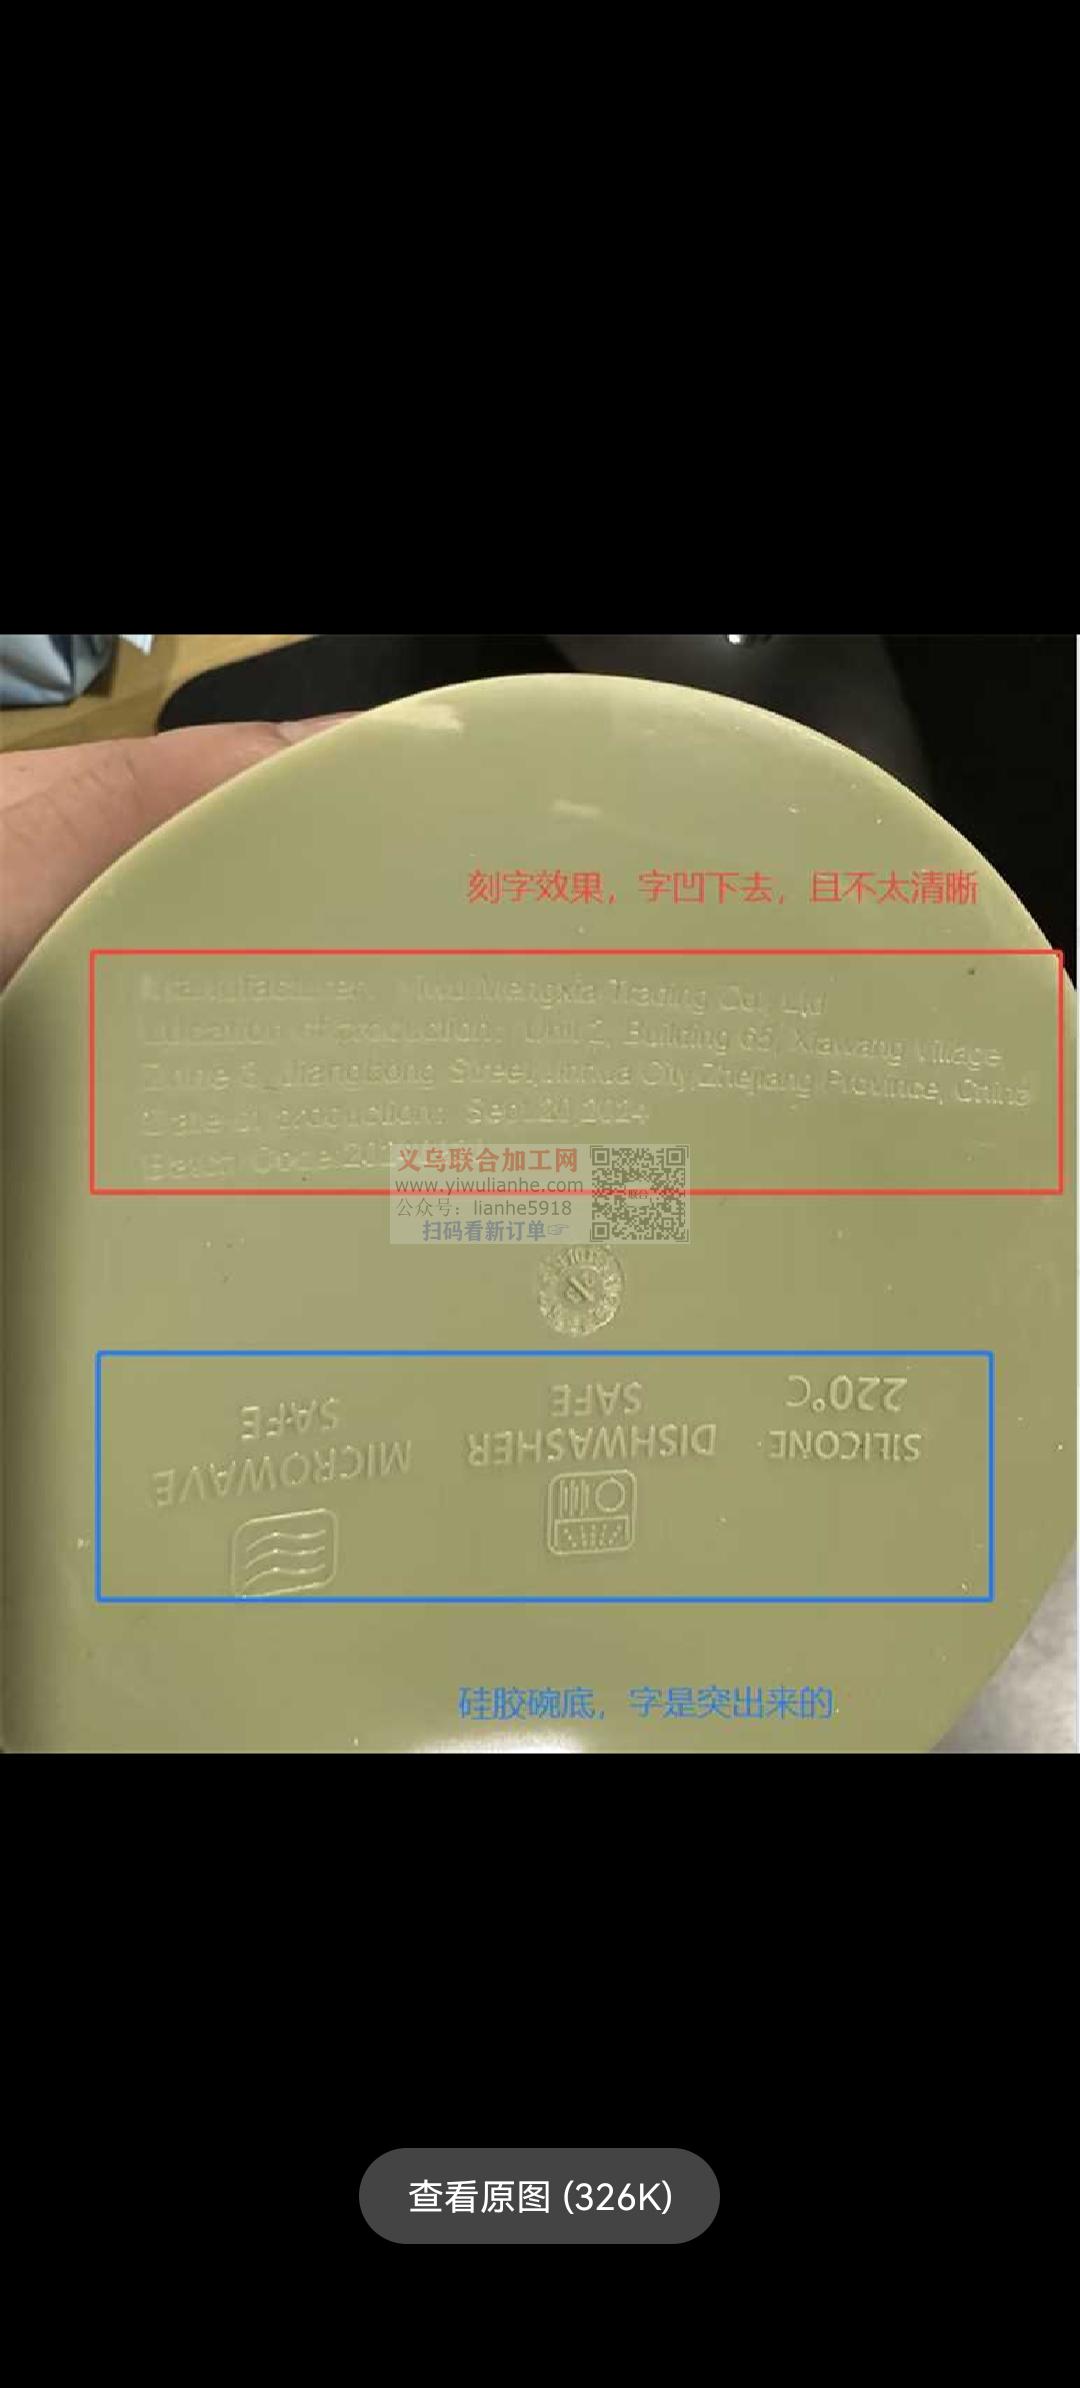 刻字效果，字凹下去，且不太清晰
Manufacturer: Yiwu Mengxia Trading Co., Ltd
Location of production: Unit 2, Building 65, Xiawang Village
Zone 3, Jiangdong Street, Jinhua City, Zhejiang Province, China
Date of production: Sept.20,2024
Batch Code:
义乌联合加工网
www.yiwulianhe.com
公众号：lianhe5918
扫码看新订单
220°C
SILICONE
DISHWASHER
SAFE
MICROWAVE
SAFE
硅胶碗底，字是突出来的
查看原图 (326K)